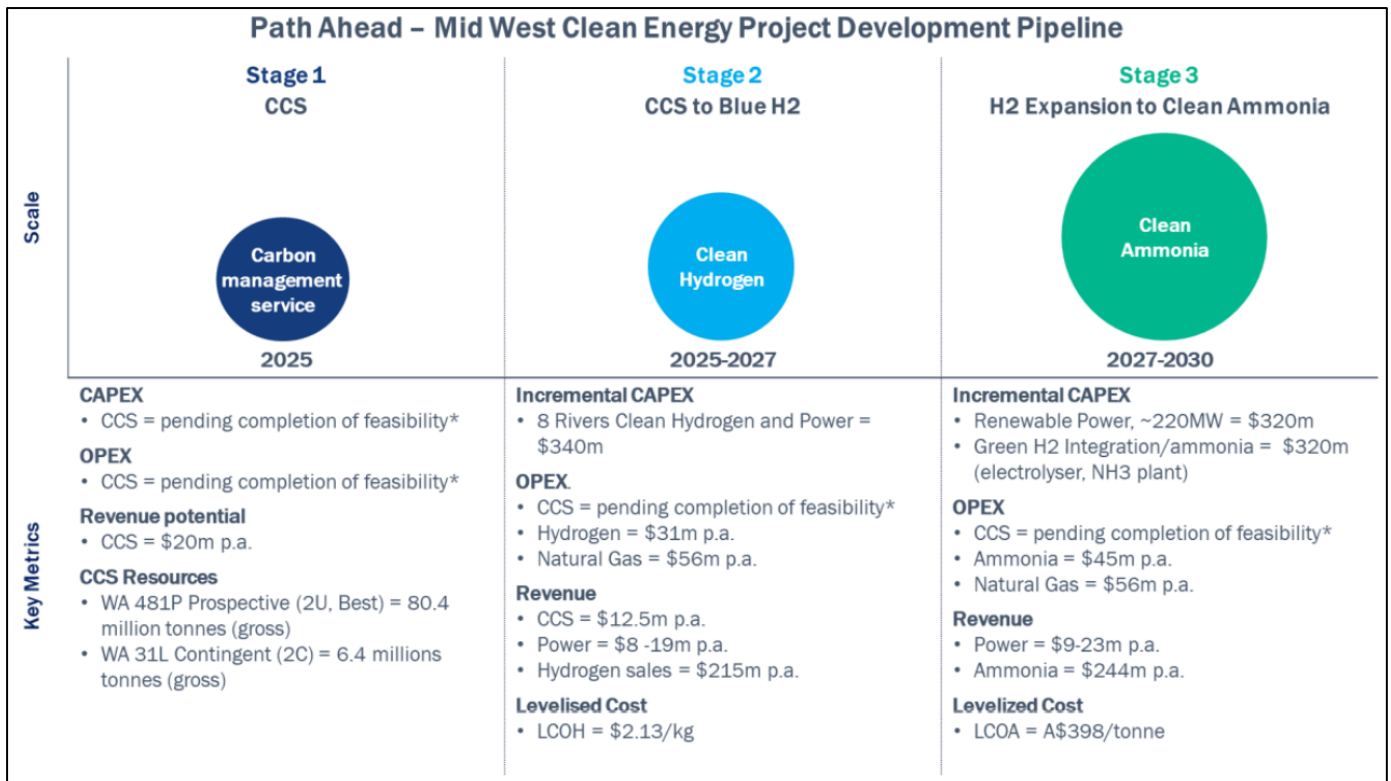 Path Ahead – Mid West Clean Energy Project Development Pipeline
Scale
Stage 1
CCS
Carbon
management
service
2025
Stage 2
CCS to Blue H2
Clean
Hydrogen
2025-2027
Stage 3
H2 Expansion to Clean Ammonia
Clean
Ammonia
2027-2030
Key Metrics
CAPEX
• CCS = pending completion of feasibility*
OPEX
• CCS = pending completion of feasibility*
Revenue potential
• CCS = $20m p.a.
CCS Resources
• WA 481P Prospective (2U, Best) = 80.4
million tonnes (gross)
• WA 31L Contingent (2C) = 6.4 millions
tonnes (gross)
Incremental CAPEX
• 8 Rivers Clean Hydrogen and Power =
$340m
OPEX.
• CCS = pending completion of feasibility*
• Hydrogen = $31m p.a.
• Natural Gas = $56m p.a.
Revenue
• CCS = $12.5m p.a.
• Power = $8 -19m p.a.
• Hydrogen sales = $215m p.a.
Levelised Cost
• LCOH = $2.13/kg
Incremental CAPEX
• Renewable Power, ~220MW = $320m
• Green H2 Integration/ammonia = $320m
(electrolyser, NH3 plant)
OPEX
• CCS = pending completion of feasibility*
• Ammonia = $45m p.a.
• Natural Gas = $56m p.a.
Revenue
• Power = $9-23m p.a.
• Ammonia = $244m p.a.
Levelized Cost
• LCOA = A$398/tonne